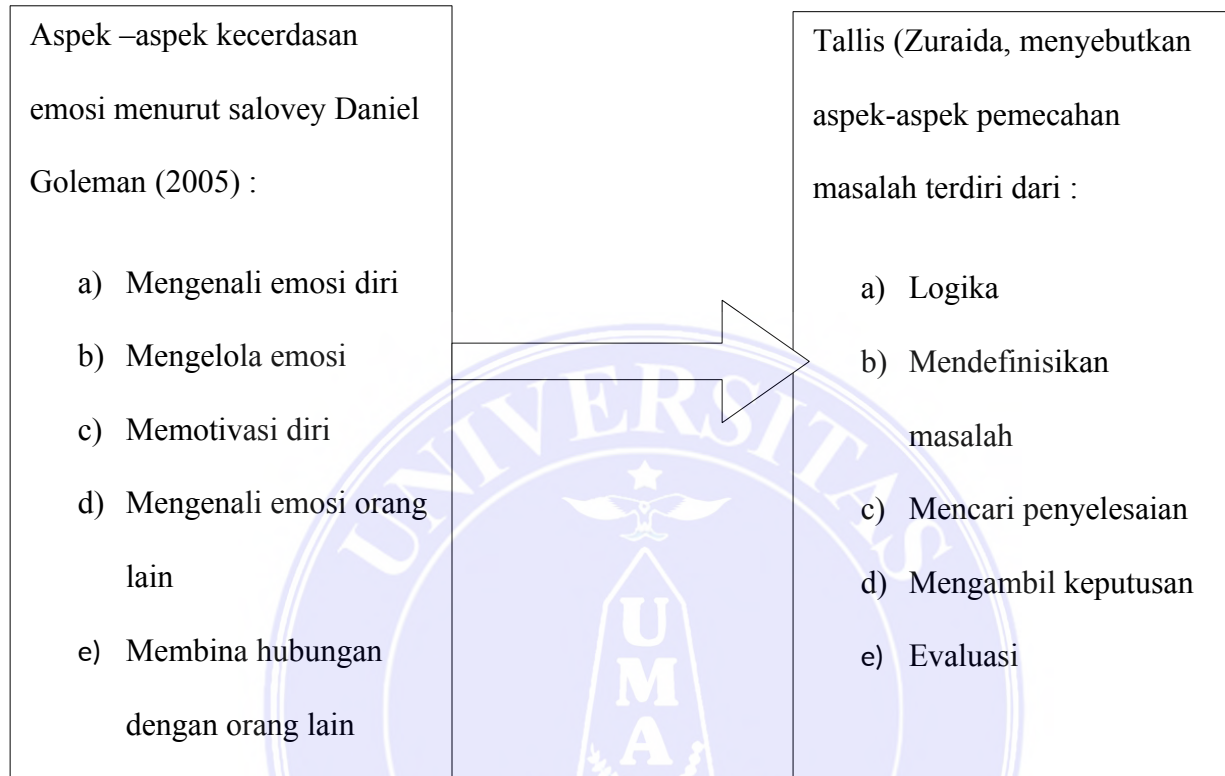 Aspek –aspek kecerdasan
emosi menurut salovey Daniel
Goleman (2005) :
a) Mengenali emosi diri
b) Mengelola emosi
c) Memotivasi diri
d) Mengenali emosi orang
lain
e) Membina hubungan
dengan orang lain
Tallis (Zuraida, menyebutkan
aspek-aspek pemecahan
masalah terdiri dari :
a) Logika
b) Mendefinisikan
masalah
c) Mencari penyelesaian
d) Mengambil keputusan
e) Evaluasi
UNIVERSITAS
U
M
A